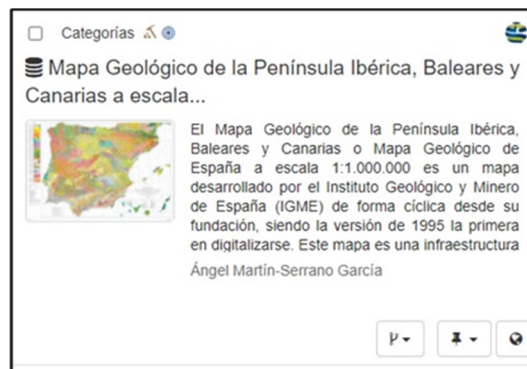 Categorías
Mapa Geológico de la Península Ibérica, Baleares y
Canarias a escala...
El Mapa Geológico de la Península Ibérica,
Baleares y Canarias o Mapa Geológico de
España a escala 1:1.000.000 es un mapa
desarrollado por el Instituto Geológico y Minero
de España (IGME) de forma cíclica desde su
fundación, siendo la versión de 1995 la primera
en digitalizarse. Este mapa es una infraestructura
Ángel Martín-Serrano García